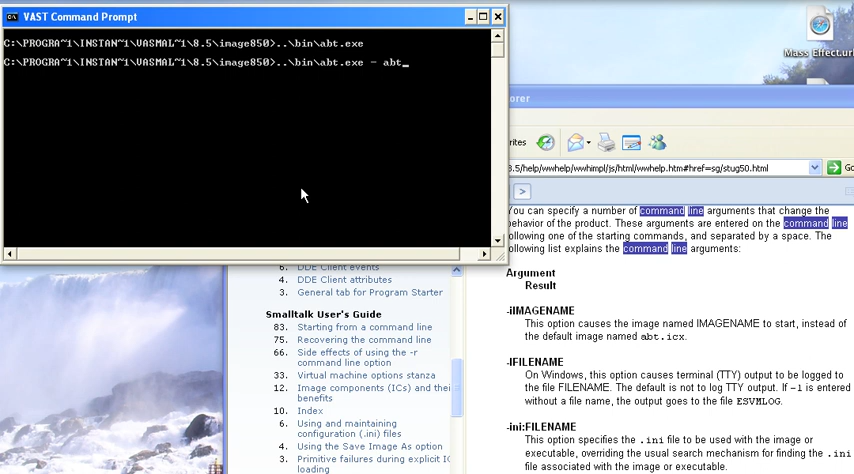 VAST Command Prompt
C:\PROGRA~1\INSTAN~1\VASMAL~1\8.5\image850>..\bin\abt.exe
C:\PROGRA~1\INSTAN~1\VASMAL~1\8.5\image850>..\bin\abt.exe - abt_
Mass Effect.url
orer
rites
3.5/help/wwhelp/wwhimpl/js/html/wwhelp.htm#href=sg/stug50.html
Go
>
You can specify a number of command line arguments that change the
behavior of the product. These arguments are entered on the command line
following one of the starting commands, and separated by a space. The
following list explains the command line arguments:
Argument
Result
-iIMAGENAME
This option causes the image named IMAGENAME to start, instead of
the default image named abt.icx.
-lFILENAME
On Windows, this option causes terminal (TTY) output to be logged to
the file FILENAME. The default is not to log TTY output. If -l is entered
without a file name, the output goes to the file ESVMLOG.
-ini:FILENAME
This option specifies the .ini file to be used with the image or
executable, overriding the usual search mechanism for finding the .ini
file associated with the image or executable.
6. DDE Client events
4. DDE Client attributes
3. General tab for Program Starter
Smalltalk User's Guide
83. Starting from a command line
75. Recovering the command line
66. Side effects of using the -r
command line option
33. Virtual machine options stanza
12. Image components (ICs) and thei
benefits
10. Index
6. Using and maintaining
configuration (.ini) files
4. Using the Save Image As option
3. Primitive failures during explicit IC
loading